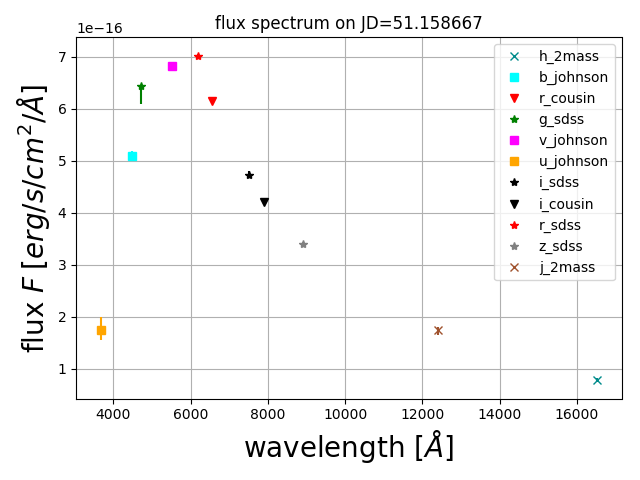 flux spectrum on JD=51.158667
1e−16
flux F [erg/s/cm²/Å]
7
6
5
4
3
2
1
h_2mass
b_johnson
r_cousin
g_sdss
v_johnson
u_johnson
i_sdss
i_cousin
r_sdss
z_sdss
j_2mass
4000 6000 8000 10000 12000 14000 16000
wavelength [Å]